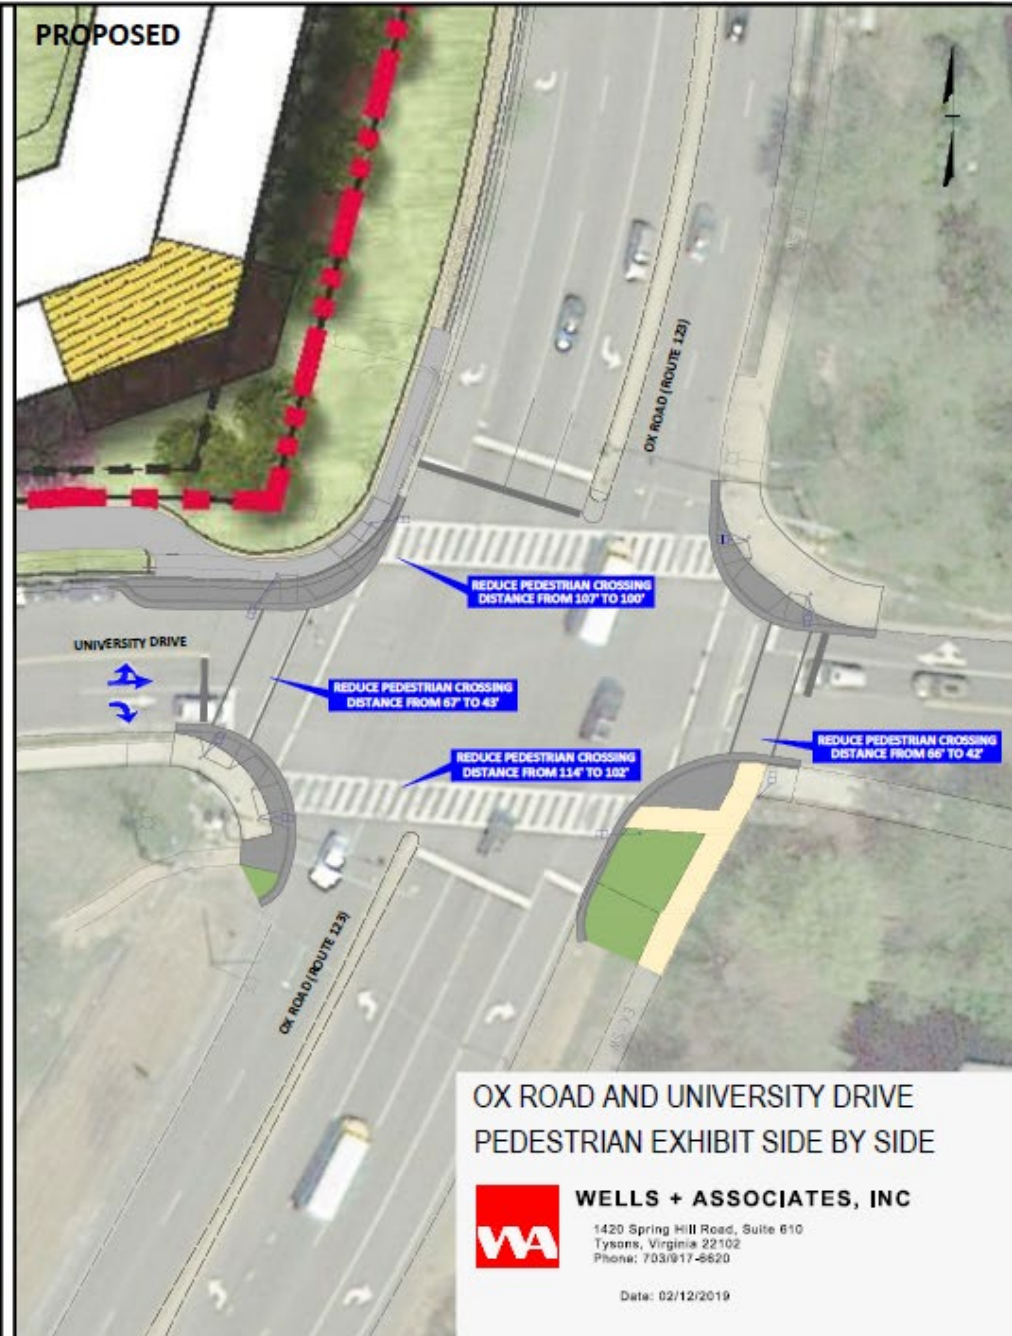 PROPOSED
OX ROAD (ROUTE 123)
REDUCE PEDESTRIAN CROSSING
DISTANCE FROM 107' TO 100'
UNIVERSITY DRIVE
REDUCE PEDESTRIAN CROSSING
DISTANCE FROM 67' TO 43'
REDUCE PEDESTRIAN CROSSING
DISTANCE FROM 66' TO 42'
REDUCE PEDESTRIAN CROSSING
DISTANCE FROM 114' TO 102'
OX ROAD (ROUTE 123)
OX ROAD AND UNIVERSITY DRIVE
PEDESTRIAN EXHIBIT SIDE BY SIDE
WA
WELLS + ASSOCIATES, INC
1420 Spring Hill Road, Suite 610
Tysons, Virginia 22102
Phone: 703/917-6620
Date: 02/12/2019